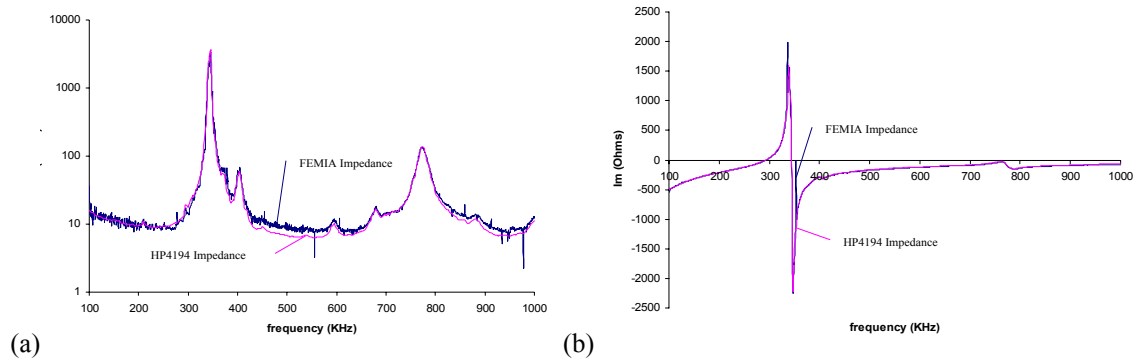 10000
1000
100
10
1
FEMIA Impedance
HP4194 Impedance
100 200 300 400 500 600 700 800 900 1000
frequency (KHz)
(a)
Im (Ohms)
2500
2000
1500
1000
500
0
-500
-1000
-1500
-2000
-2500
100 200 300 400 500 600 700 800 900 1000
FEMIA Impedance
HP4194 Impedance
frequency (KHz)
(b)